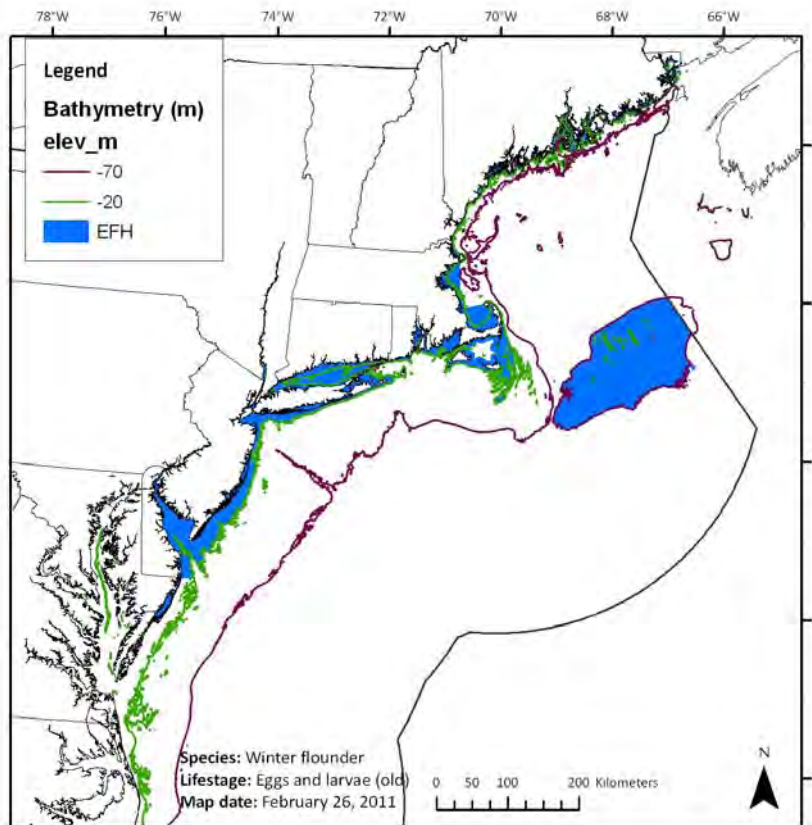 78°W 76°W 74°W 72°W 70°W 68°W 66°W
Legend
Bathymetry (m)
elev_m
-70
-20
EFH
Species: Winter flounder
Lifestage: Eggs and larvae (old)
Map date: February 26, 2011
0 50 100 200 Kilometers
N